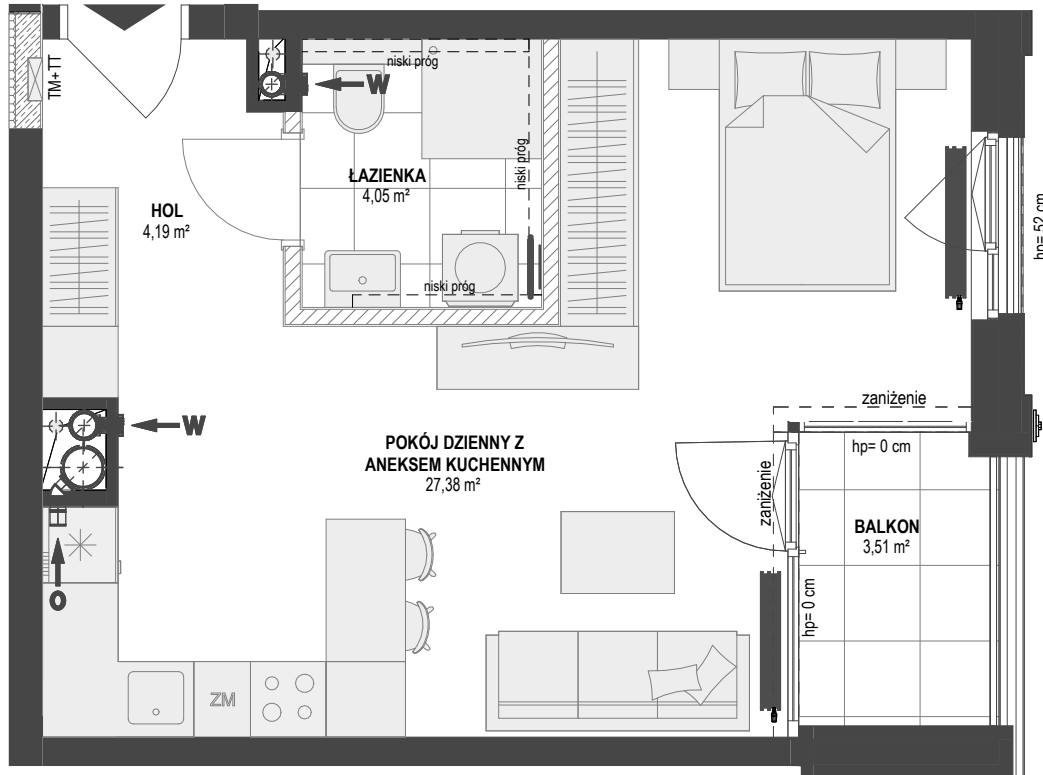 TM+TT
niski próg
W
niski próg
ŁAZIENKA
4,05 m²
HOL
4,19 m²
niski próg
hp= 52 cm
W
zaniżenie
hp= 0 cm
POKÓJ DZIENNY Z
ANEKSEM KUCHENNYM
27,38 m²
zaniżenie
BALKON
3,51 m²
O
hp= 0 cm
ZM